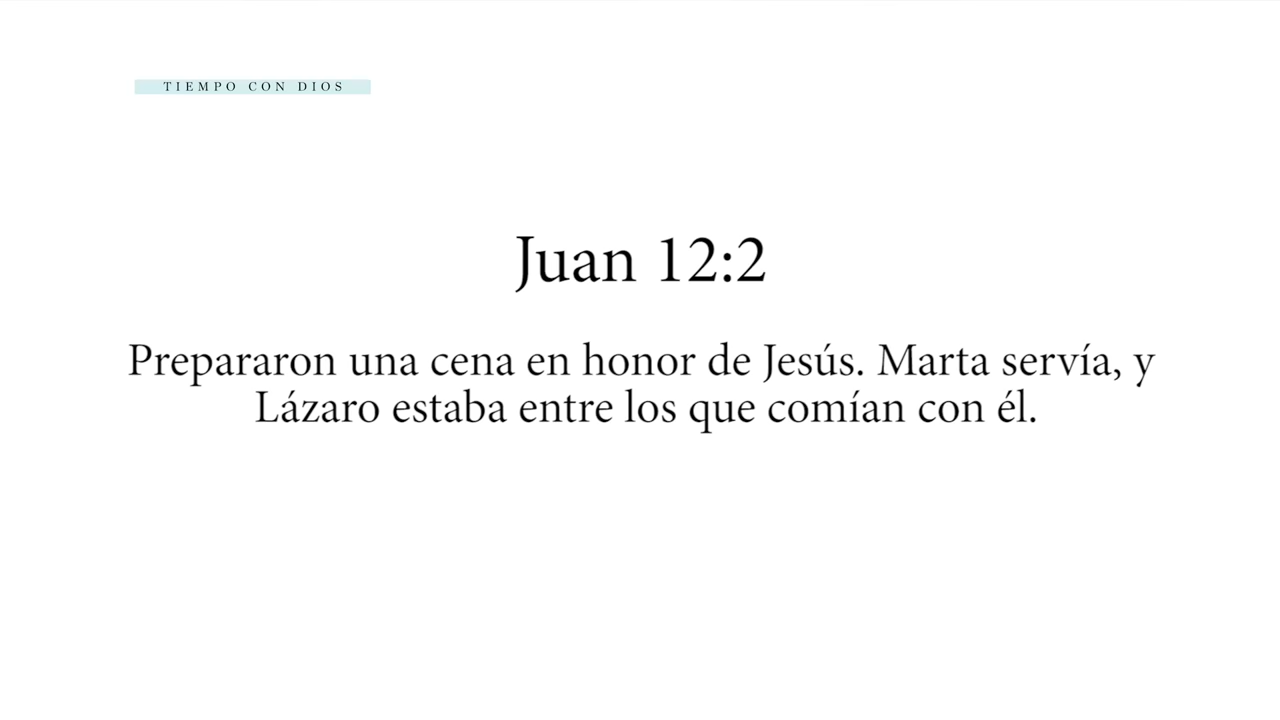 TIEMPO CON DIOS
Juan 12:2
Prepararon una cena en honor de Jesús. Marta servía, y
Lázaro estaba entre los que comían con él.